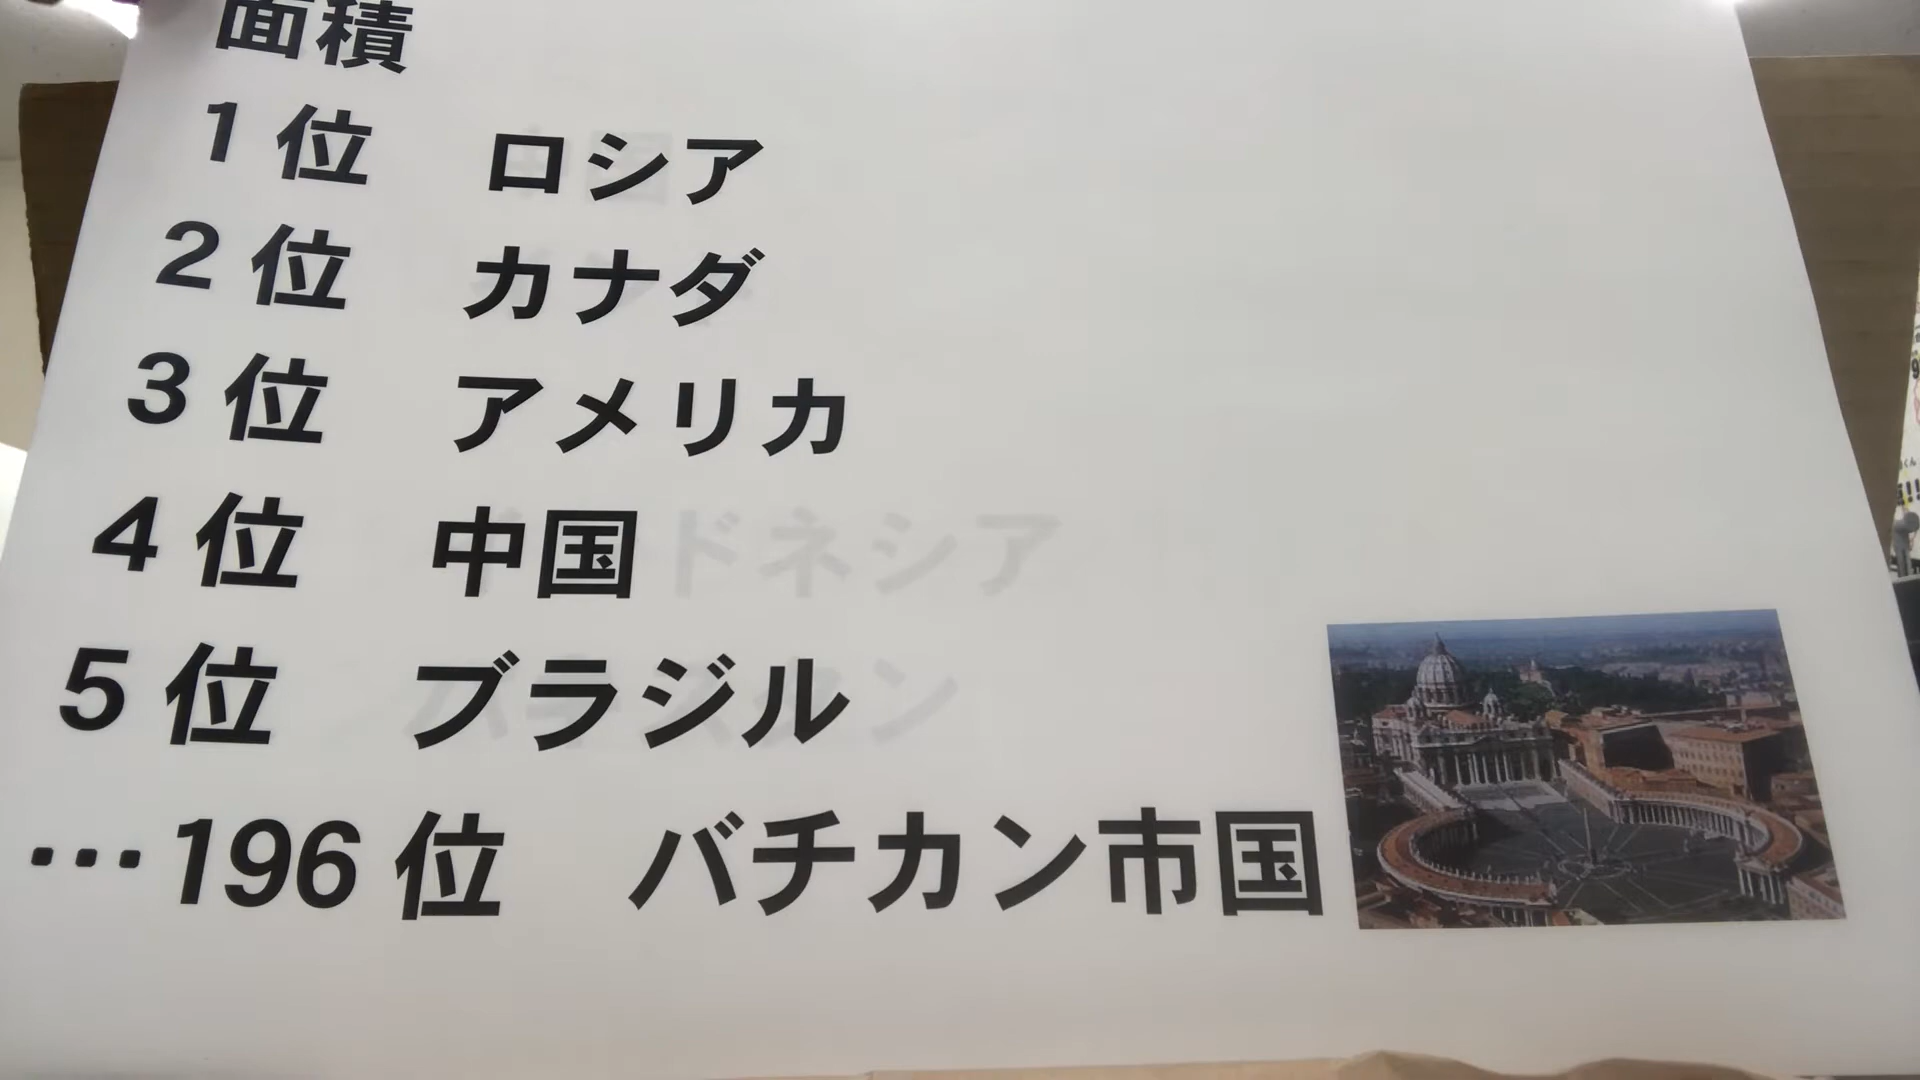 面積
1位 ロシア
2位 カナダ
3位 アメリカ
4位 中国
5位 ブラジル
…196位 バチカン市国